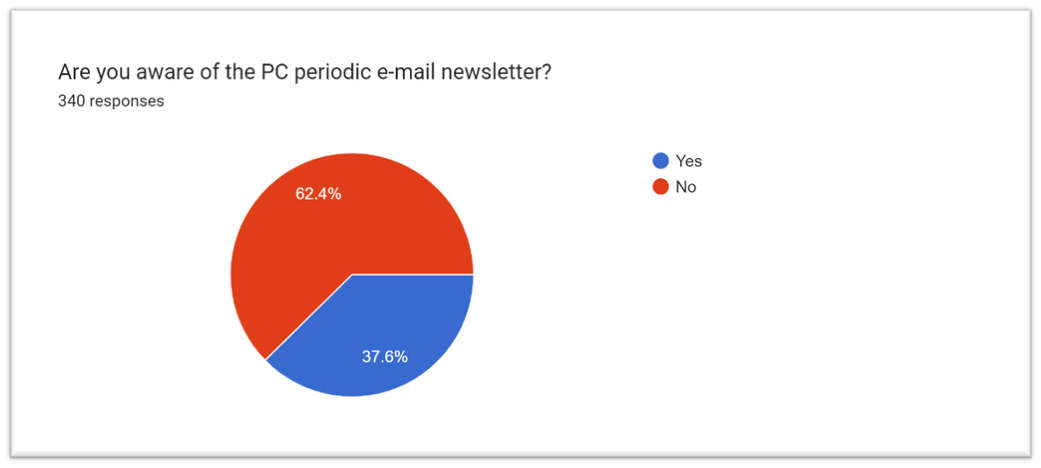 Are you aware of the PC periodic e-mail newsletter?
340 responses
Yes
No
62.4%
37.6%